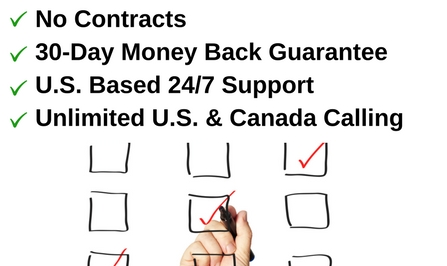 No Contracts
30-Day Money Back Guarantee
U.S. Based 24/7 Support
Unlimited U.S. & Canada Calling